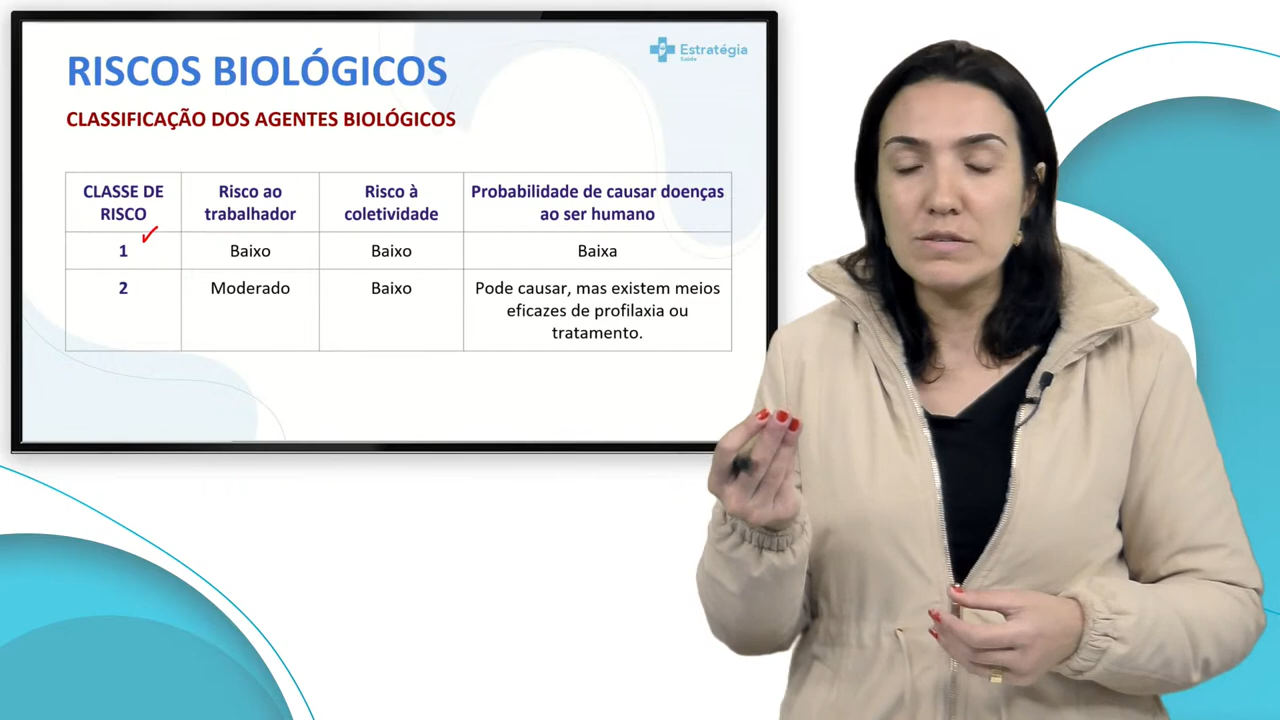 RISCOS BIOLÓGICOS
Estratégia
Saúde
CLASSIFICAÇÃO DOS AGENTES BIOLÓGICOS
CLASSE DE RISCO
Risco ao trabalhador
Risco à coletividade
Probabilidade de causar doenças ao ser humano
1
Baixo
Baixo
Baixa
2
Moderado
Baixo
Pode causar, mas existem meios
eficazes de profilaxia ou
tratamento.